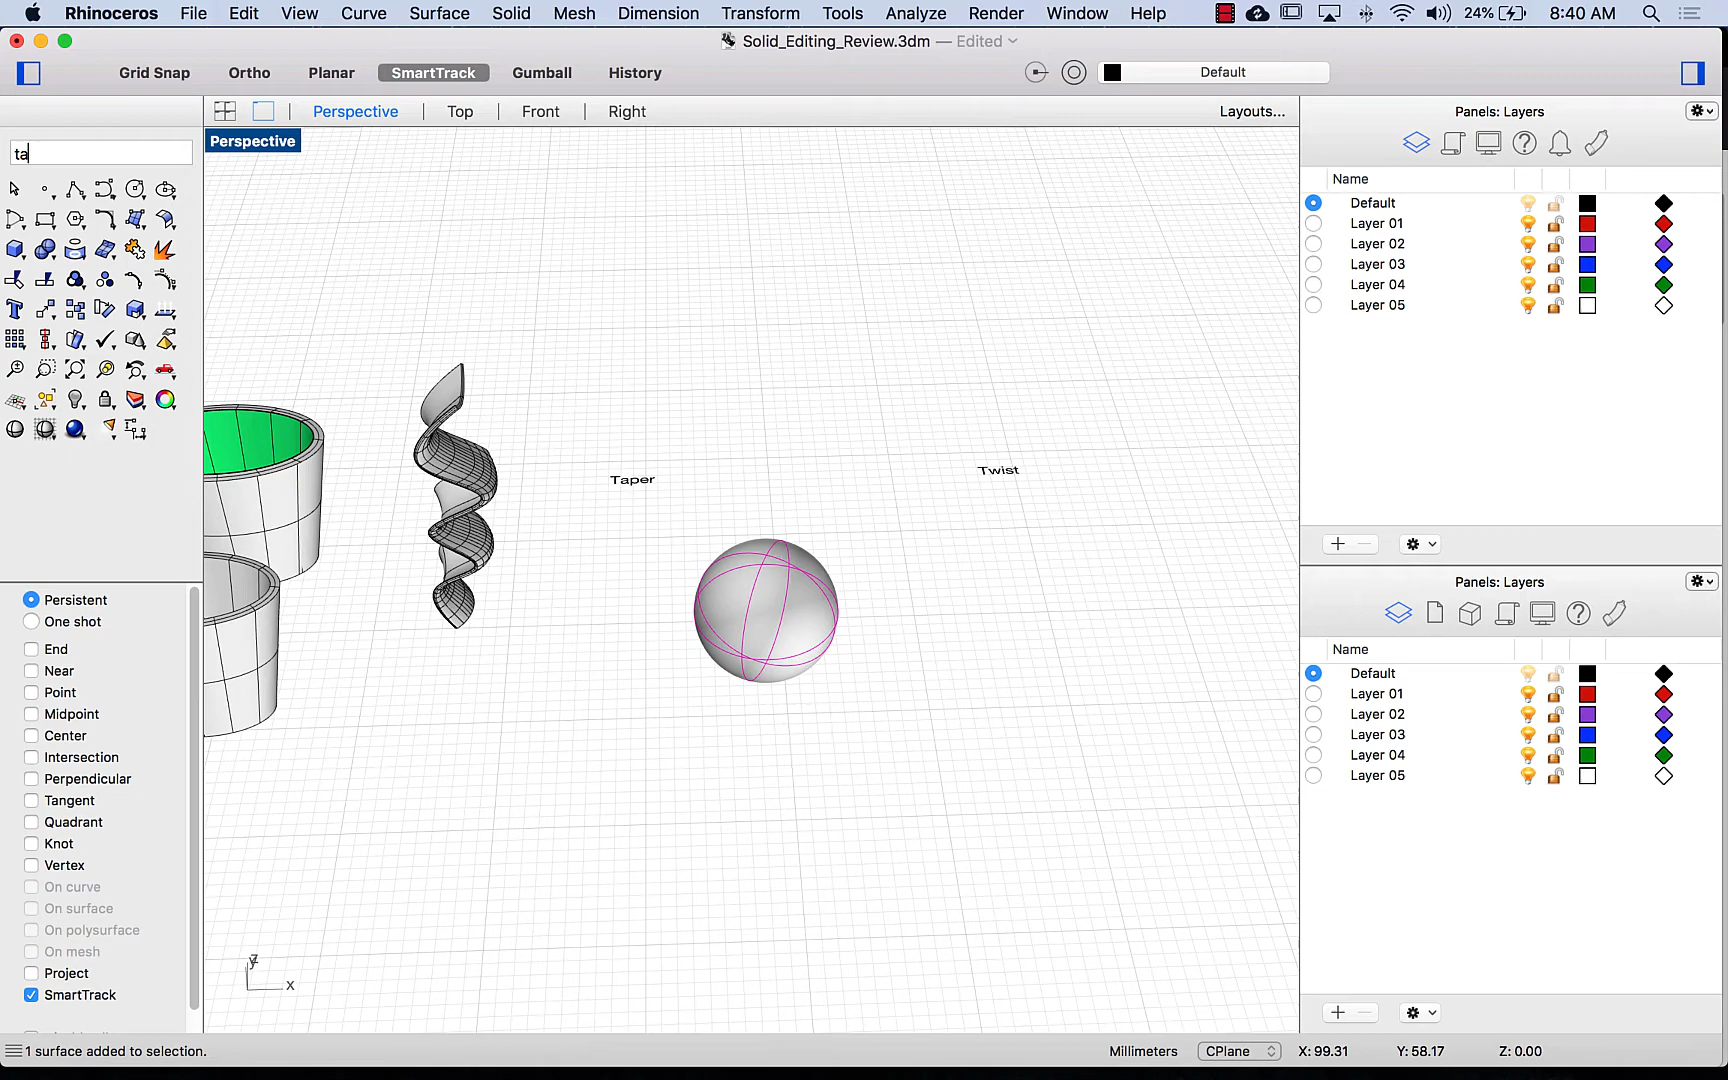 Rhinoceros File Edit View Curve Surface Solid Mesh Dimension Transform Tools Analyze Render Window Help 24% 8:40 AM
Solid_Editing_Review.3dm — Edited
Grid Snap Ortho Planar SmartTrack Gumball History Default
Perspective Top Front Right Layouts...
Panels: Layers
Perspective
ta
Name
Default
Layer 01
Layer 02
Layer 03
Layer 04
Layer 05
Taper
Twist
Panels: Layers
Name
Default
Layer 01
Layer 02
Layer 03
Layer 04
Layer 05
Persistent
One shot
End
Near
Point
Midpoint
Center
Intersection
Perpendicular
Tangent
Quadrant
Knot
Vertex
On curve
On surface
On polysurface
On mesh
Project
SmartTrack
z
x
1 surface added to selection. Millimeters CPlane X: 99.31 Y: 58.17 Z: 0.00